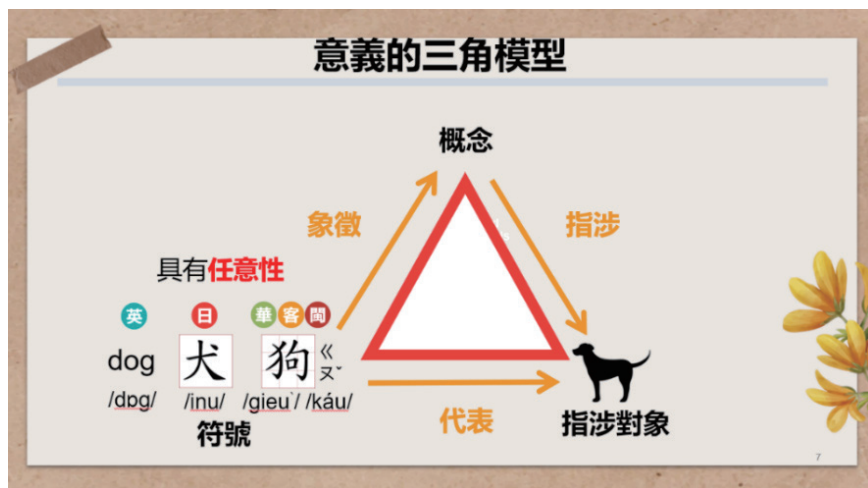 意義的三角模型
概念
象徵
指涉
具有任意性
英 日 華 客 閩
dog 犬 狗 ㄍㄡˇ
/dɒg/ /inu/ /gieuˋ/ /káu/
符號
代表
指涉對象
7